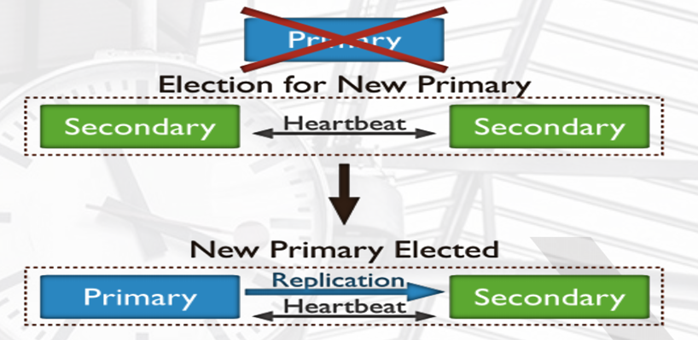 Primary
Election for New Primary
Secondary Heartbeat Secondary
New Primary Elected
Replication
Primary Heartbeat Secondary